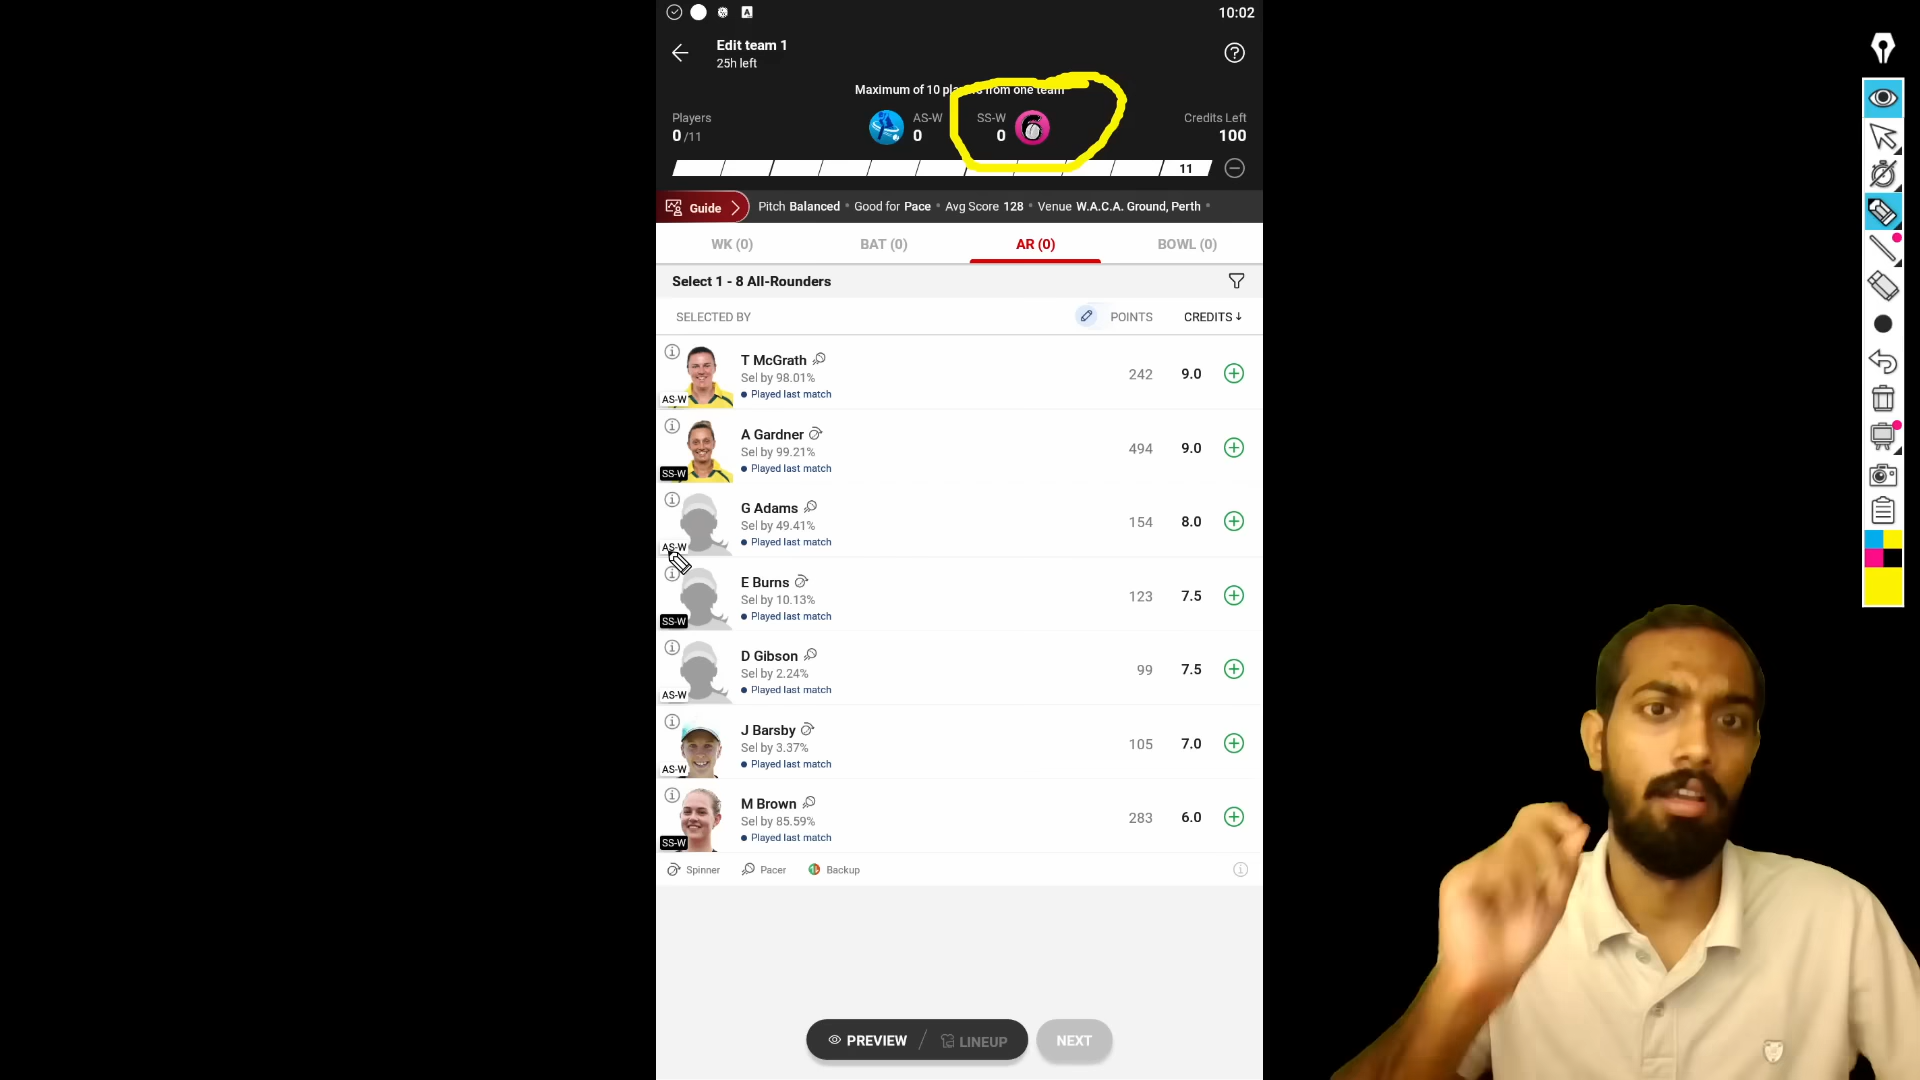 10:02
Edit team 1
25h left
Maximum of 10 players from one team
Players
0 /11
AS-W
0
SS-W
0
Credits Left
100
11
Guide
Pitch Balanced • Good for Pace • Avg Score 128 • Venue W.A.C.A. Ground, Perth •
WK (0) BAT (0) AR (0) BOWL (0)
Select 1 - 8 All-Rounders
SELECTED BY POINTS CREDITS ↓
T McGrath
Sel by 98.01%
Played last match
AS-W
242 9.0
A Gardner
Sel by 99.21%
Played last match
SS-W
494 9.0
G Adams
Sel by 49.41%
Played last match
AS-W
154 8.0
E Burns
Sel by 10.13%
Played last match
SS-W
123 7.5
D Gibson
Sel by 2.24%
Played last match
AS-W
99 7.5
J Barsby
Sel by 3.37%
Played last match
AS-W
105 7.0
M Brown
Sel by 85.59%
Played last match
SS-W
283 6.0
Spinner Pacer Backup
PREVIEW / LINEUP NEXT